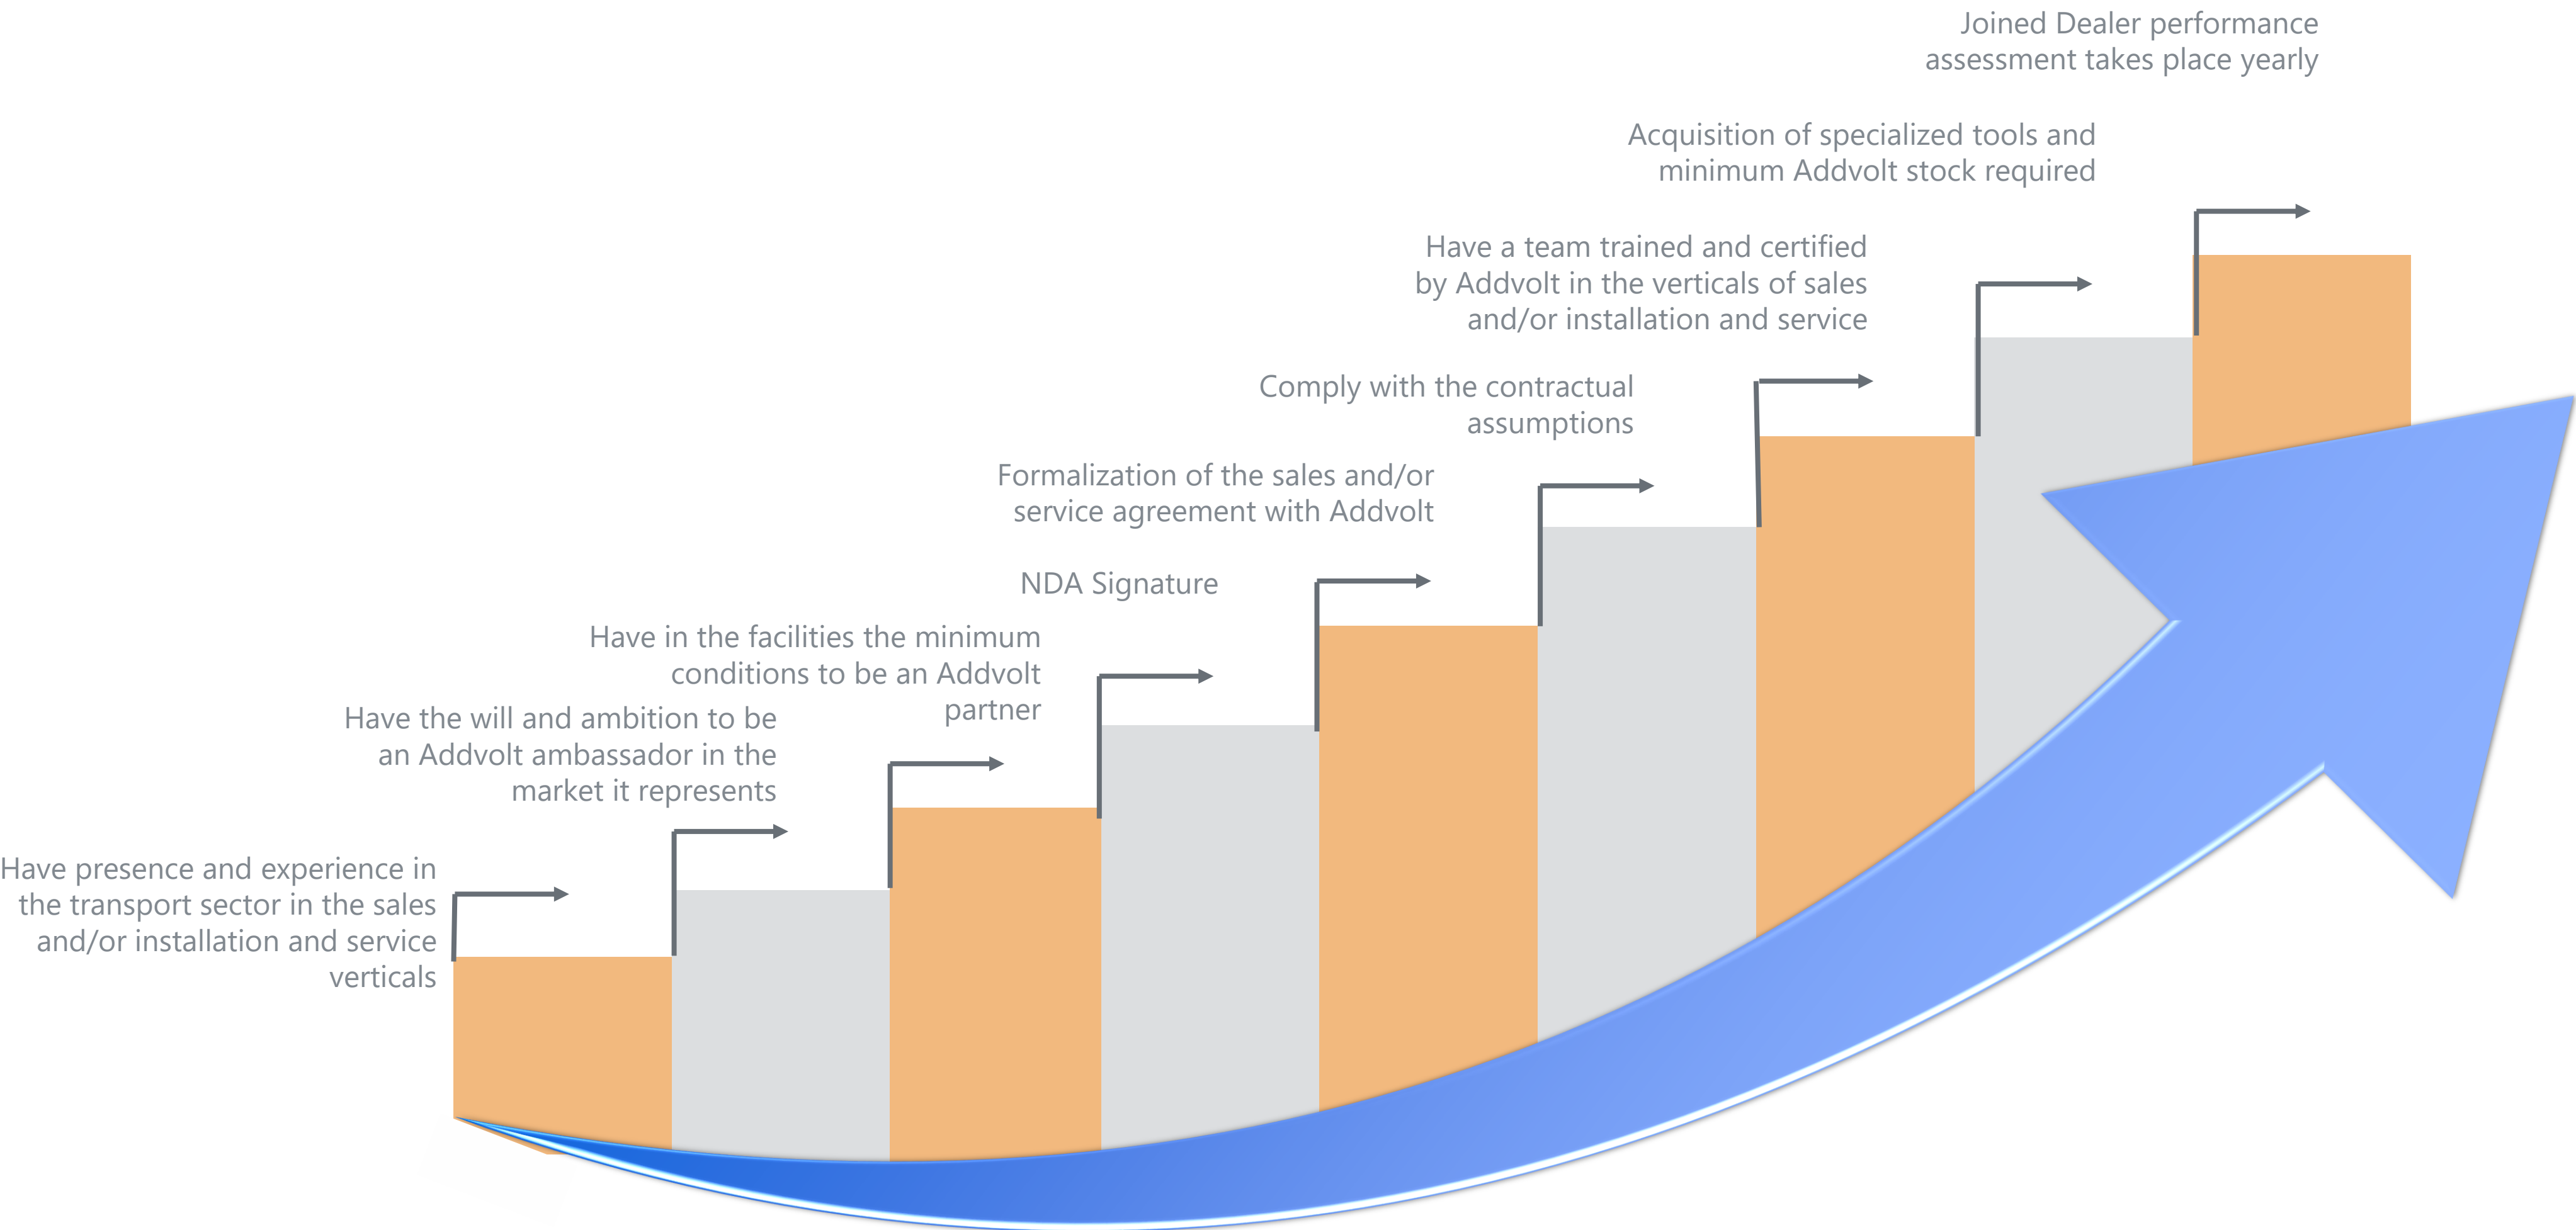 Joined Dealer performance
assessment takes place yearly
Acquisition of specialized tools and
minimum Addvolt stock required
Have a team trained and certified
by Addvolt in the verticals of sales
and/or installation and service
Comply with the contractual
assumptions
Formalization of the sales and/or
service agreement with Addvolt
NDA Signature
Have in the facilities the minimum
conditions to be an Addvolt
partner
Have the will and ambition to be
an Addvolt ambassador in the
market it represents
Have presence and experience in
the transport sector in the sales
and/or installation and service
verticals